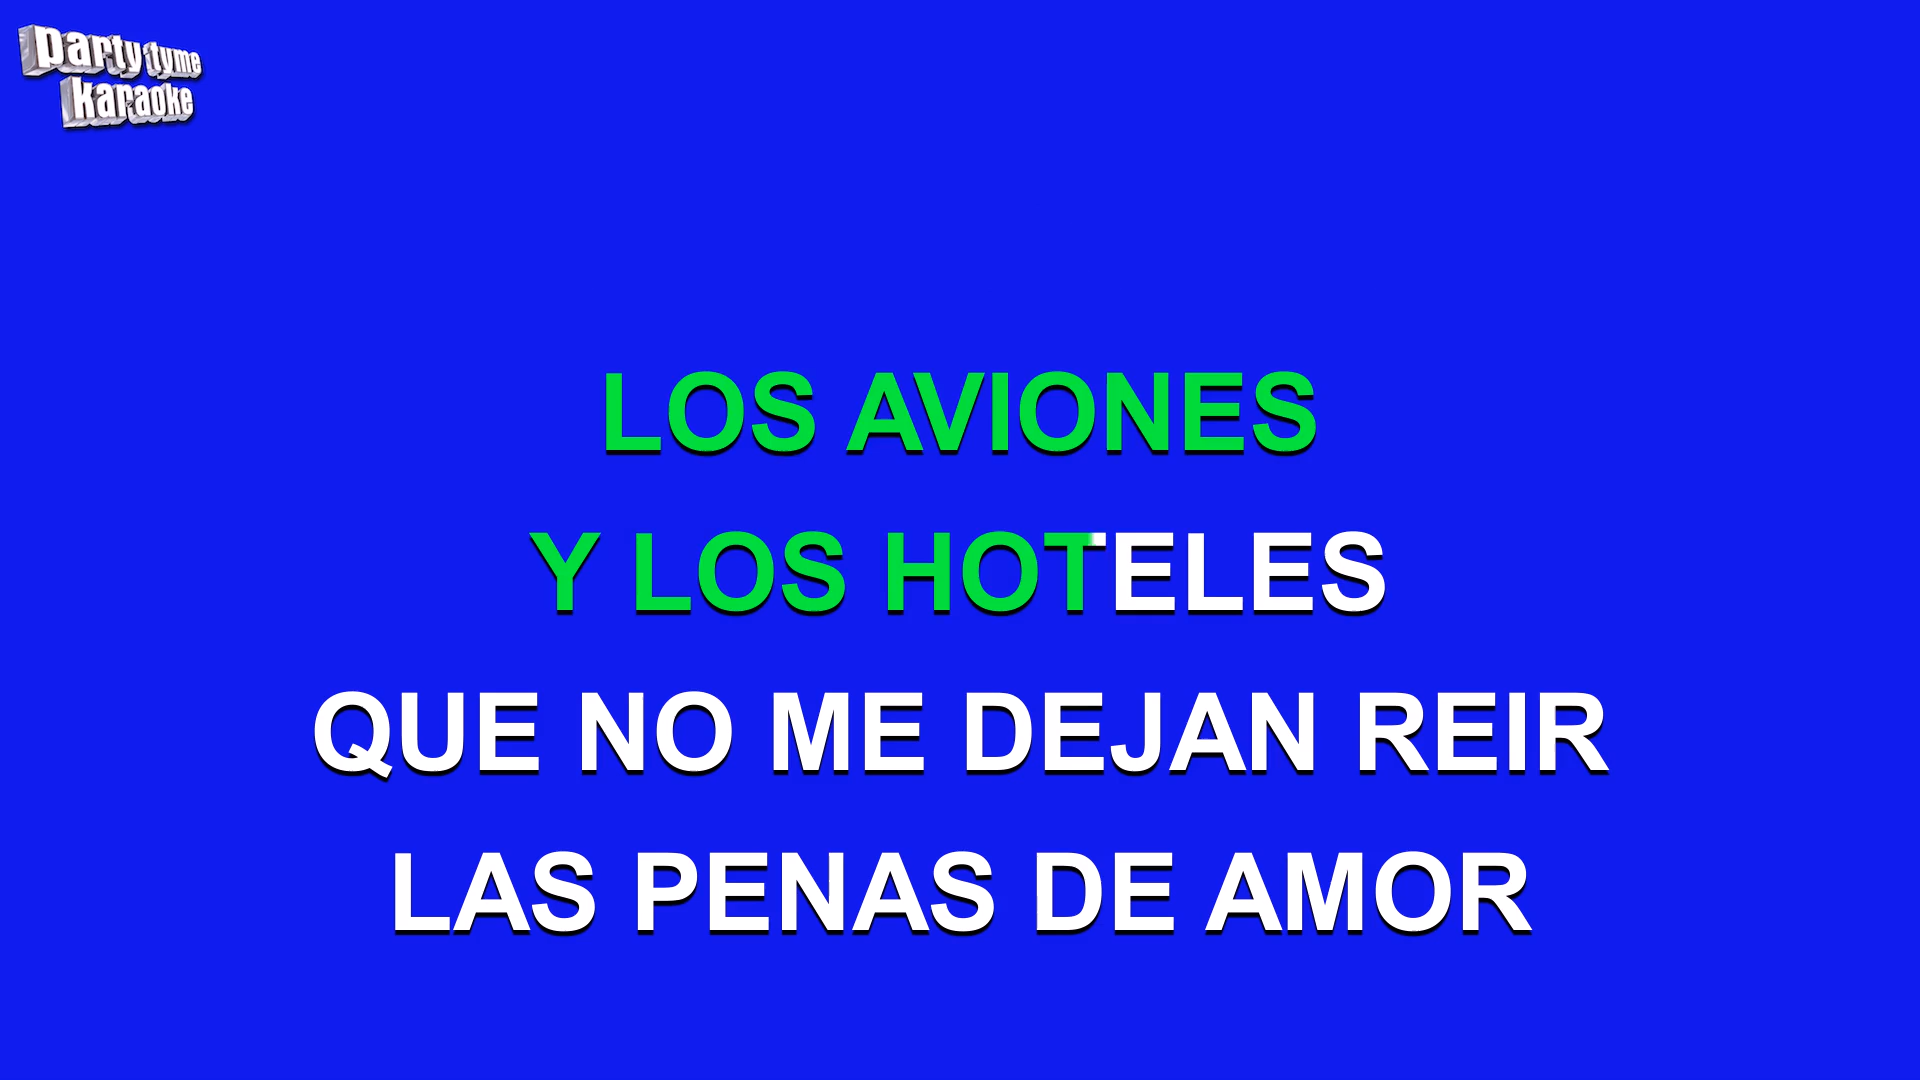 party tyme
karaoke
LOS AVIONES
Y LOS HOTELES
QUE NO ME DEJAN REIR
LAS PENAS DE AMOR